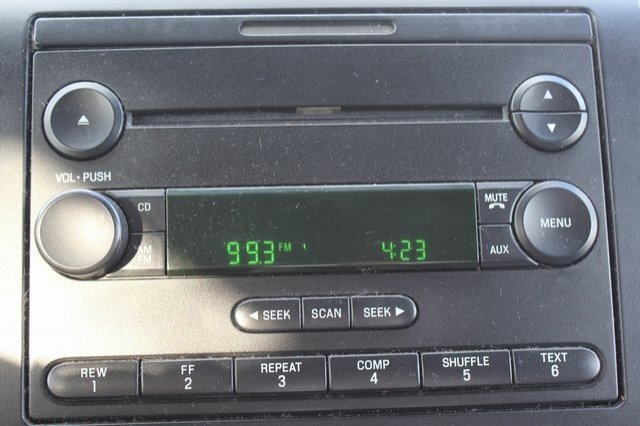 VOL • PUSH
CD
AM
FM
99.3 FM ' 4:23
MUTE
AUX
MENU
◄ SEEK
SCAN
SEEK ►
REW
1
FF
2
REPEAT
3
COMP
4
SHUFFLE
5
TEXT
6